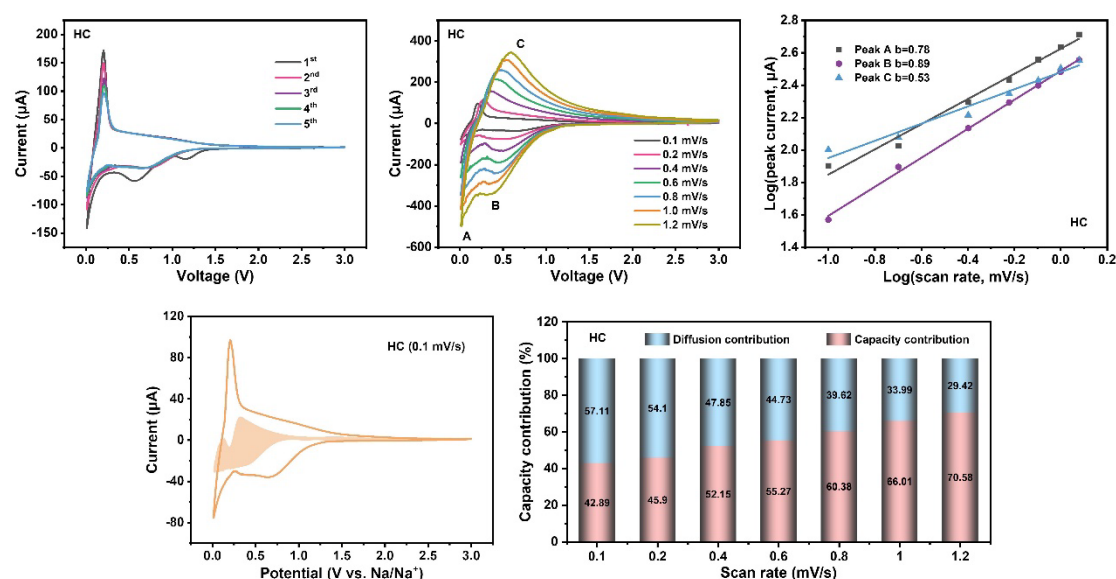 HC
1st
2nd
3rd
4th
5th
Current (μA)
200
150
100
50
0
-50
-100
-150
0.0 0.5 1.0 1.5 2.0 2.5 3.0
Voltage (V)
HC
C
B
A
0.1 mV/s
0.2 mV/s
0.4 mV/s
0.6 mV/s
0.8 mV/s
1.0 mV/s
1.2 mV/s
Current (μA)
400
200
0
-200
-400
-600
0.0 0.5 1.0 1.5 2.0 2.5 3.0
Voltage (V)
Peak A b=0.78
Peak B b=0.89
Peak C b=0.53
HC
Log(peak current, μA)
2.8
2.6
2.4
2.2
2.0
1.8
1.6
1.4
-1.0 -0.8 -0.6 -0.4 -0.2 0.0 0.2
Log(scan rate, mV/s)
HC (0.1 mV/s)
Current (μA)
120
80
40
0
-40
-80
0.0 0.5 1.0 1.5 2.0 2.5 3.0
Potential (V vs. Na/Na+)
HC
Diffusion contribution
Capacity contribution
Capacity contribution (%)
120
100
80
60
40
20
0
57.11 54.1 47.85 44.73 39.62 33.99 29.42
42.89 45.9 52.15 55.27 60.38 66.01 70.58
0.1 0.2 0.4 0.6 0.8 1 1.2
Scan rate (mV/s)